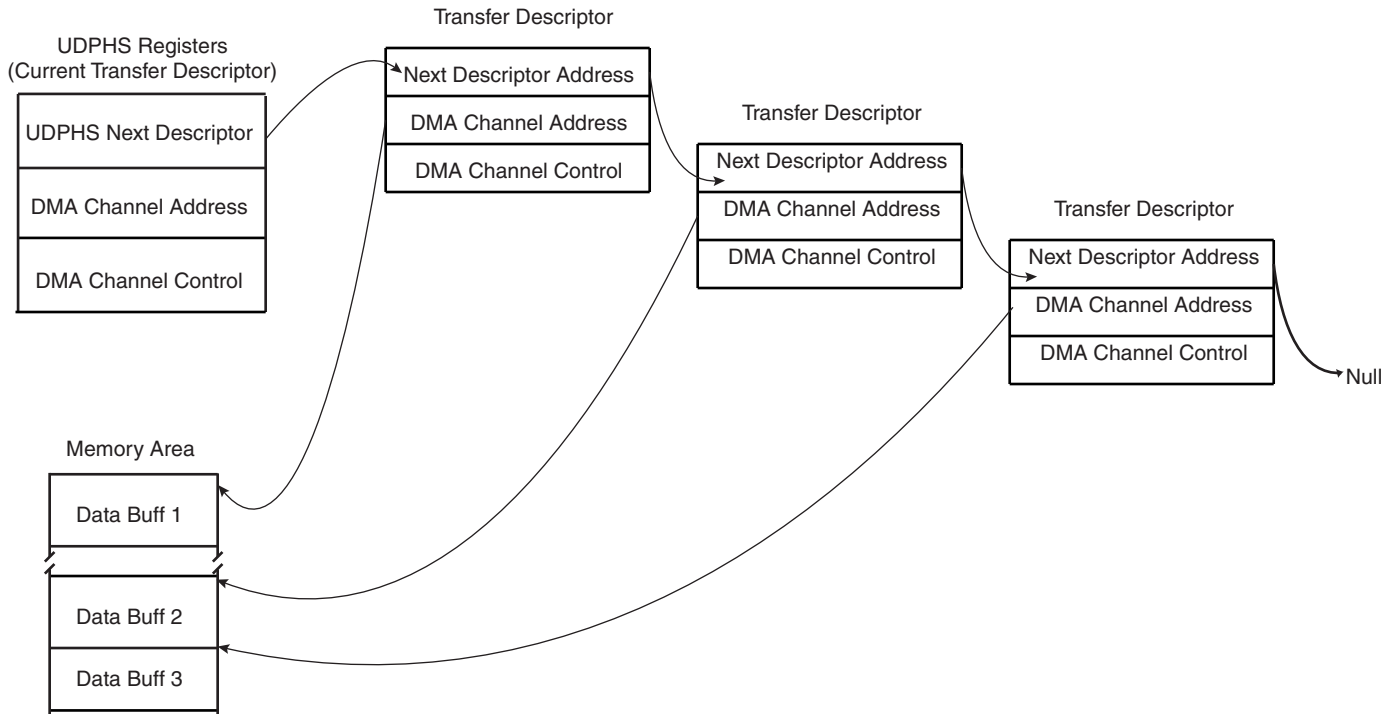 Transfer Descriptor
UDPHS Registers
(Current Transfer Descriptor)
Next Descriptor Address
DMA Channel Address
DMA Channel Control
UDPHS Next Descriptor
DMA Channel Address
DMA Channel Control
Transfer Descriptor
Next Descriptor Address
DMA Channel Address
DMA Channel Control
Transfer Descriptor
Next Descriptor Address
DMA Channel Address
DMA Channel Control
Null
Memory Area
Data Buff 1
Data Buff 2
Data Buff 3